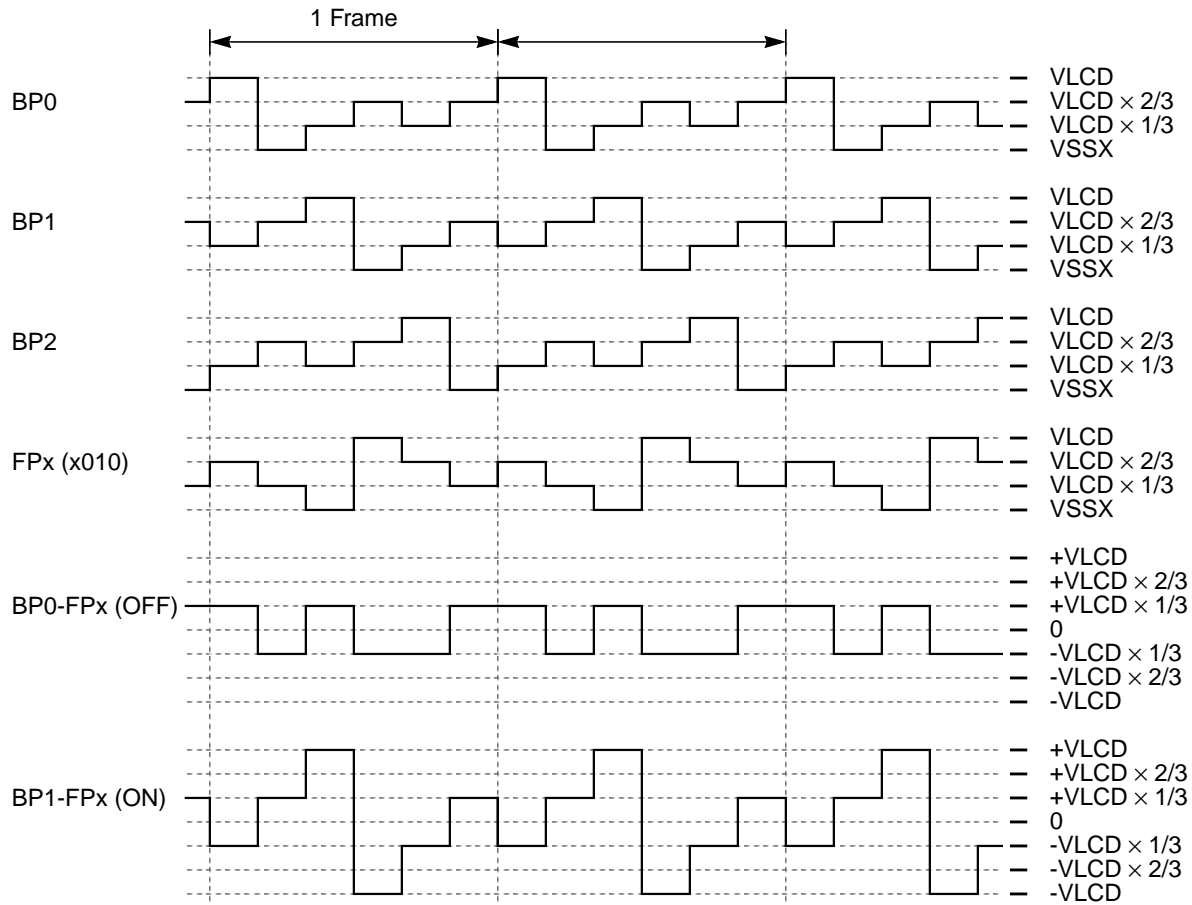 1 Frame
BP0
VLCD
VLCD × 2/3
VLCD × 1/3
VSSX
BP1
VLCD
VLCD × 2/3
VLCD × 1/3
VSSX
BP2
VLCD
VLCD × 2/3
VLCD × 1/3
VSSX
FPx (x010)
VLCD
VLCD × 2/3
VLCD × 1/3
VSSX
BP0-FPx (OFF)
+VLCD
+VLCD × 2/3
+VLCD × 1/3
0
-VLCD × 1/3
-VLCD × 2/3
-VLCD
BP1-FPx (ON)
+VLCD
+VLCD × 2/3
+VLCD × 1/3
0
-VLCD × 1/3
-VLCD × 2/3
-VLCD